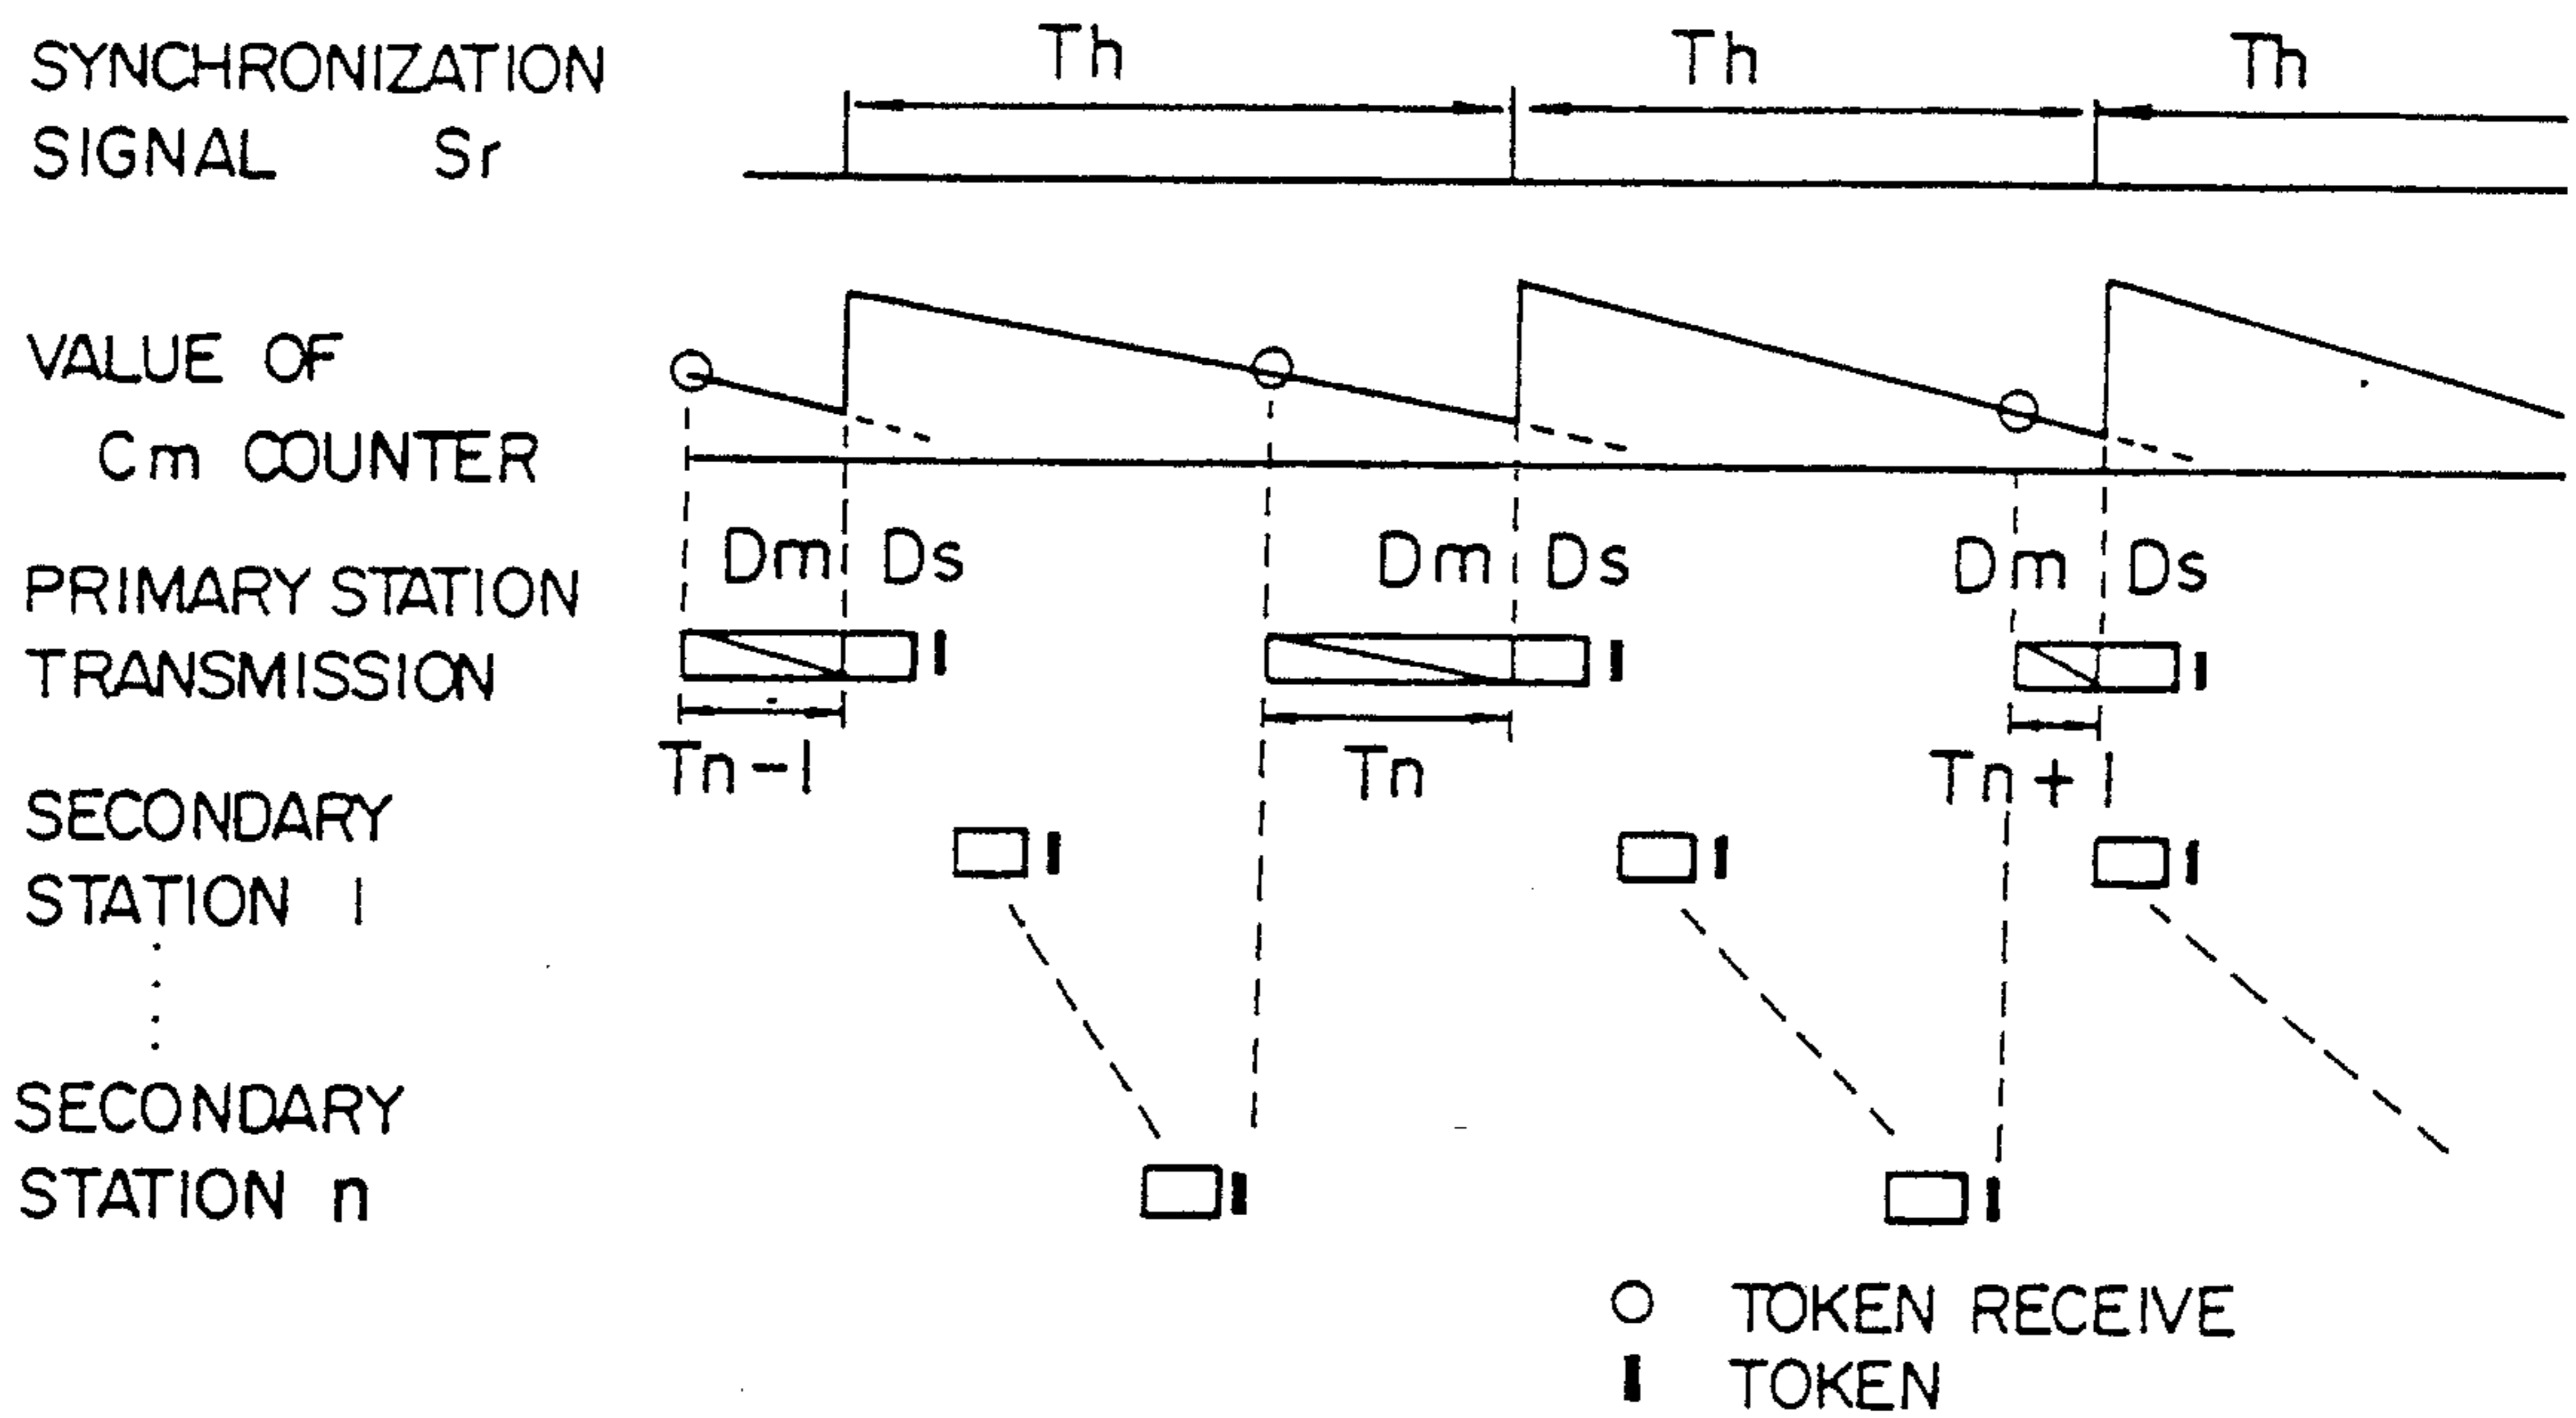 SYNCHRONIZATION
SIGNAL Sr
Th Th Th
VALUE OF
Cm COUNTER
Dm Ds Dm Ds Dm Ds
PRIMARY STATION
TRANSMISSION
Tn-1 Tn Tn+1
SECONDARY
STATION 1
SECONDARY
STATION n
TOKEN RECEIVE
TOKEN